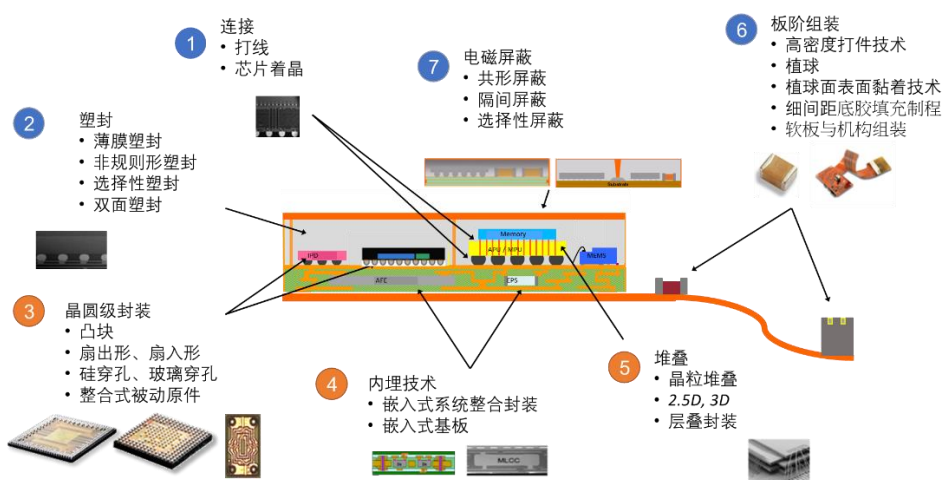 1
连接
• 打线
• 芯片着晶
2
塑封
• 薄膜塑封
• 非规则形塑封
• 选择性塑封
• 双面塑封
3
晶圆级封装
• 凸块
• 扇出形、扇入形
• 硅穿孔、玻璃穿孔
• 整合式被动原件
4
内埋技术
• 嵌入式系统整合封装
• 嵌入式基板
MLCC
5
堆叠
• 晶粒堆叠
• 2.5D, 3D
• 层叠封装
6
板阶组装
• 高密度打件技术
• 植球
• 植球面表面黏着技术
• 细间距底胶填充制程
• 软板与机构组装
7
电磁屏蔽
• 共形屏蔽
• 隔间屏蔽
• 选择性屏蔽
Substrate
Memory
APU / MPU
IPD
MEMS
AFE
EPS